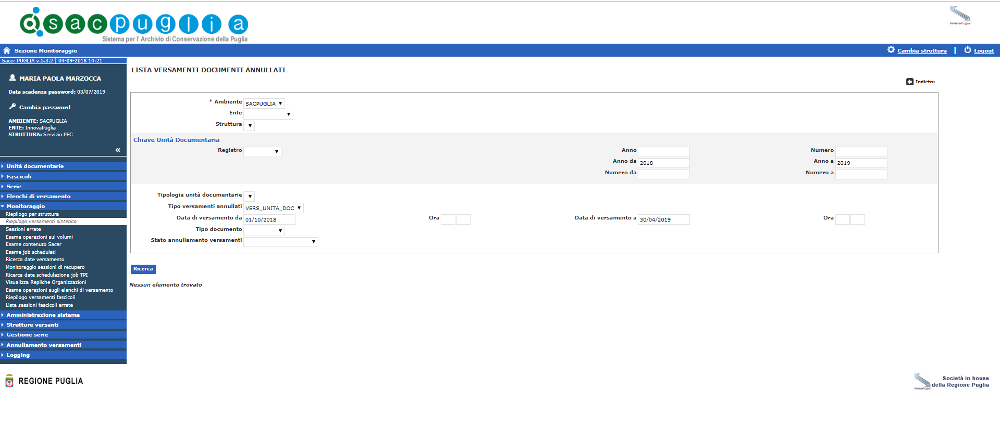 sacpuglia
Sistema per l'Archivio di Conservazione della Puglia
InnovaPuglia
Sezione Monitoraggio
Cambia struttura | Logout
Sacer PUGLIA v.5.3.2 | 04-09-2018 14:21
MARIA PAOLA MARZOCCA
Data scadenza password: 03/07/2019
Cambia password
AMBIENTE: SACPUGLIA
ENTE: InnovaPuglia
STRUTTURA: Servizio PEC
«
Unità documentarie
Fascicoli
Serie
Elenchi di versamento
Monitoraggio
Riepilogo per struttura
Riepilogo versamenti sintetico
Sessioni errate
Esame operazioni sui volumi
Esame contenuto Sacer
Esame job schedulati
Ricerca date versamento
Monitoraggio sessioni di recupero
Ricerca date schedulazione job TPI
Visualizza Repliche Organizzazioni
Esame operazioni sugli elenchi di versamento
Riepilogo versamenti fascicoli
Lista sessioni fascicoli errate
Amministrazione sistema
Strutture versanti
Gestione serie
Annullamento versamenti
Logging
LISTA VERSAMENTI DOCUMENTI ANNULLATI
Indietro
* Ambiente SACPUGLIA
Ente
Struttura
Chiave Unità Documentaria
Registro Anno Numero
Anno da 2018 Anno a 2019
Numero da Numero a
Tipologia unità documentarie
Tipo versamenti annullati VERS_UNITA_DOC
Data di versamento da 01/10/2018 Ora Data di versamento a 30/04/2019 Ora
Tipo documento
Stato annullamento versamenti
Ricerca
Nessun elemento trovato
REGIONE PUGLIA
InnovaPuglia
Società in house
della Regione Puglia